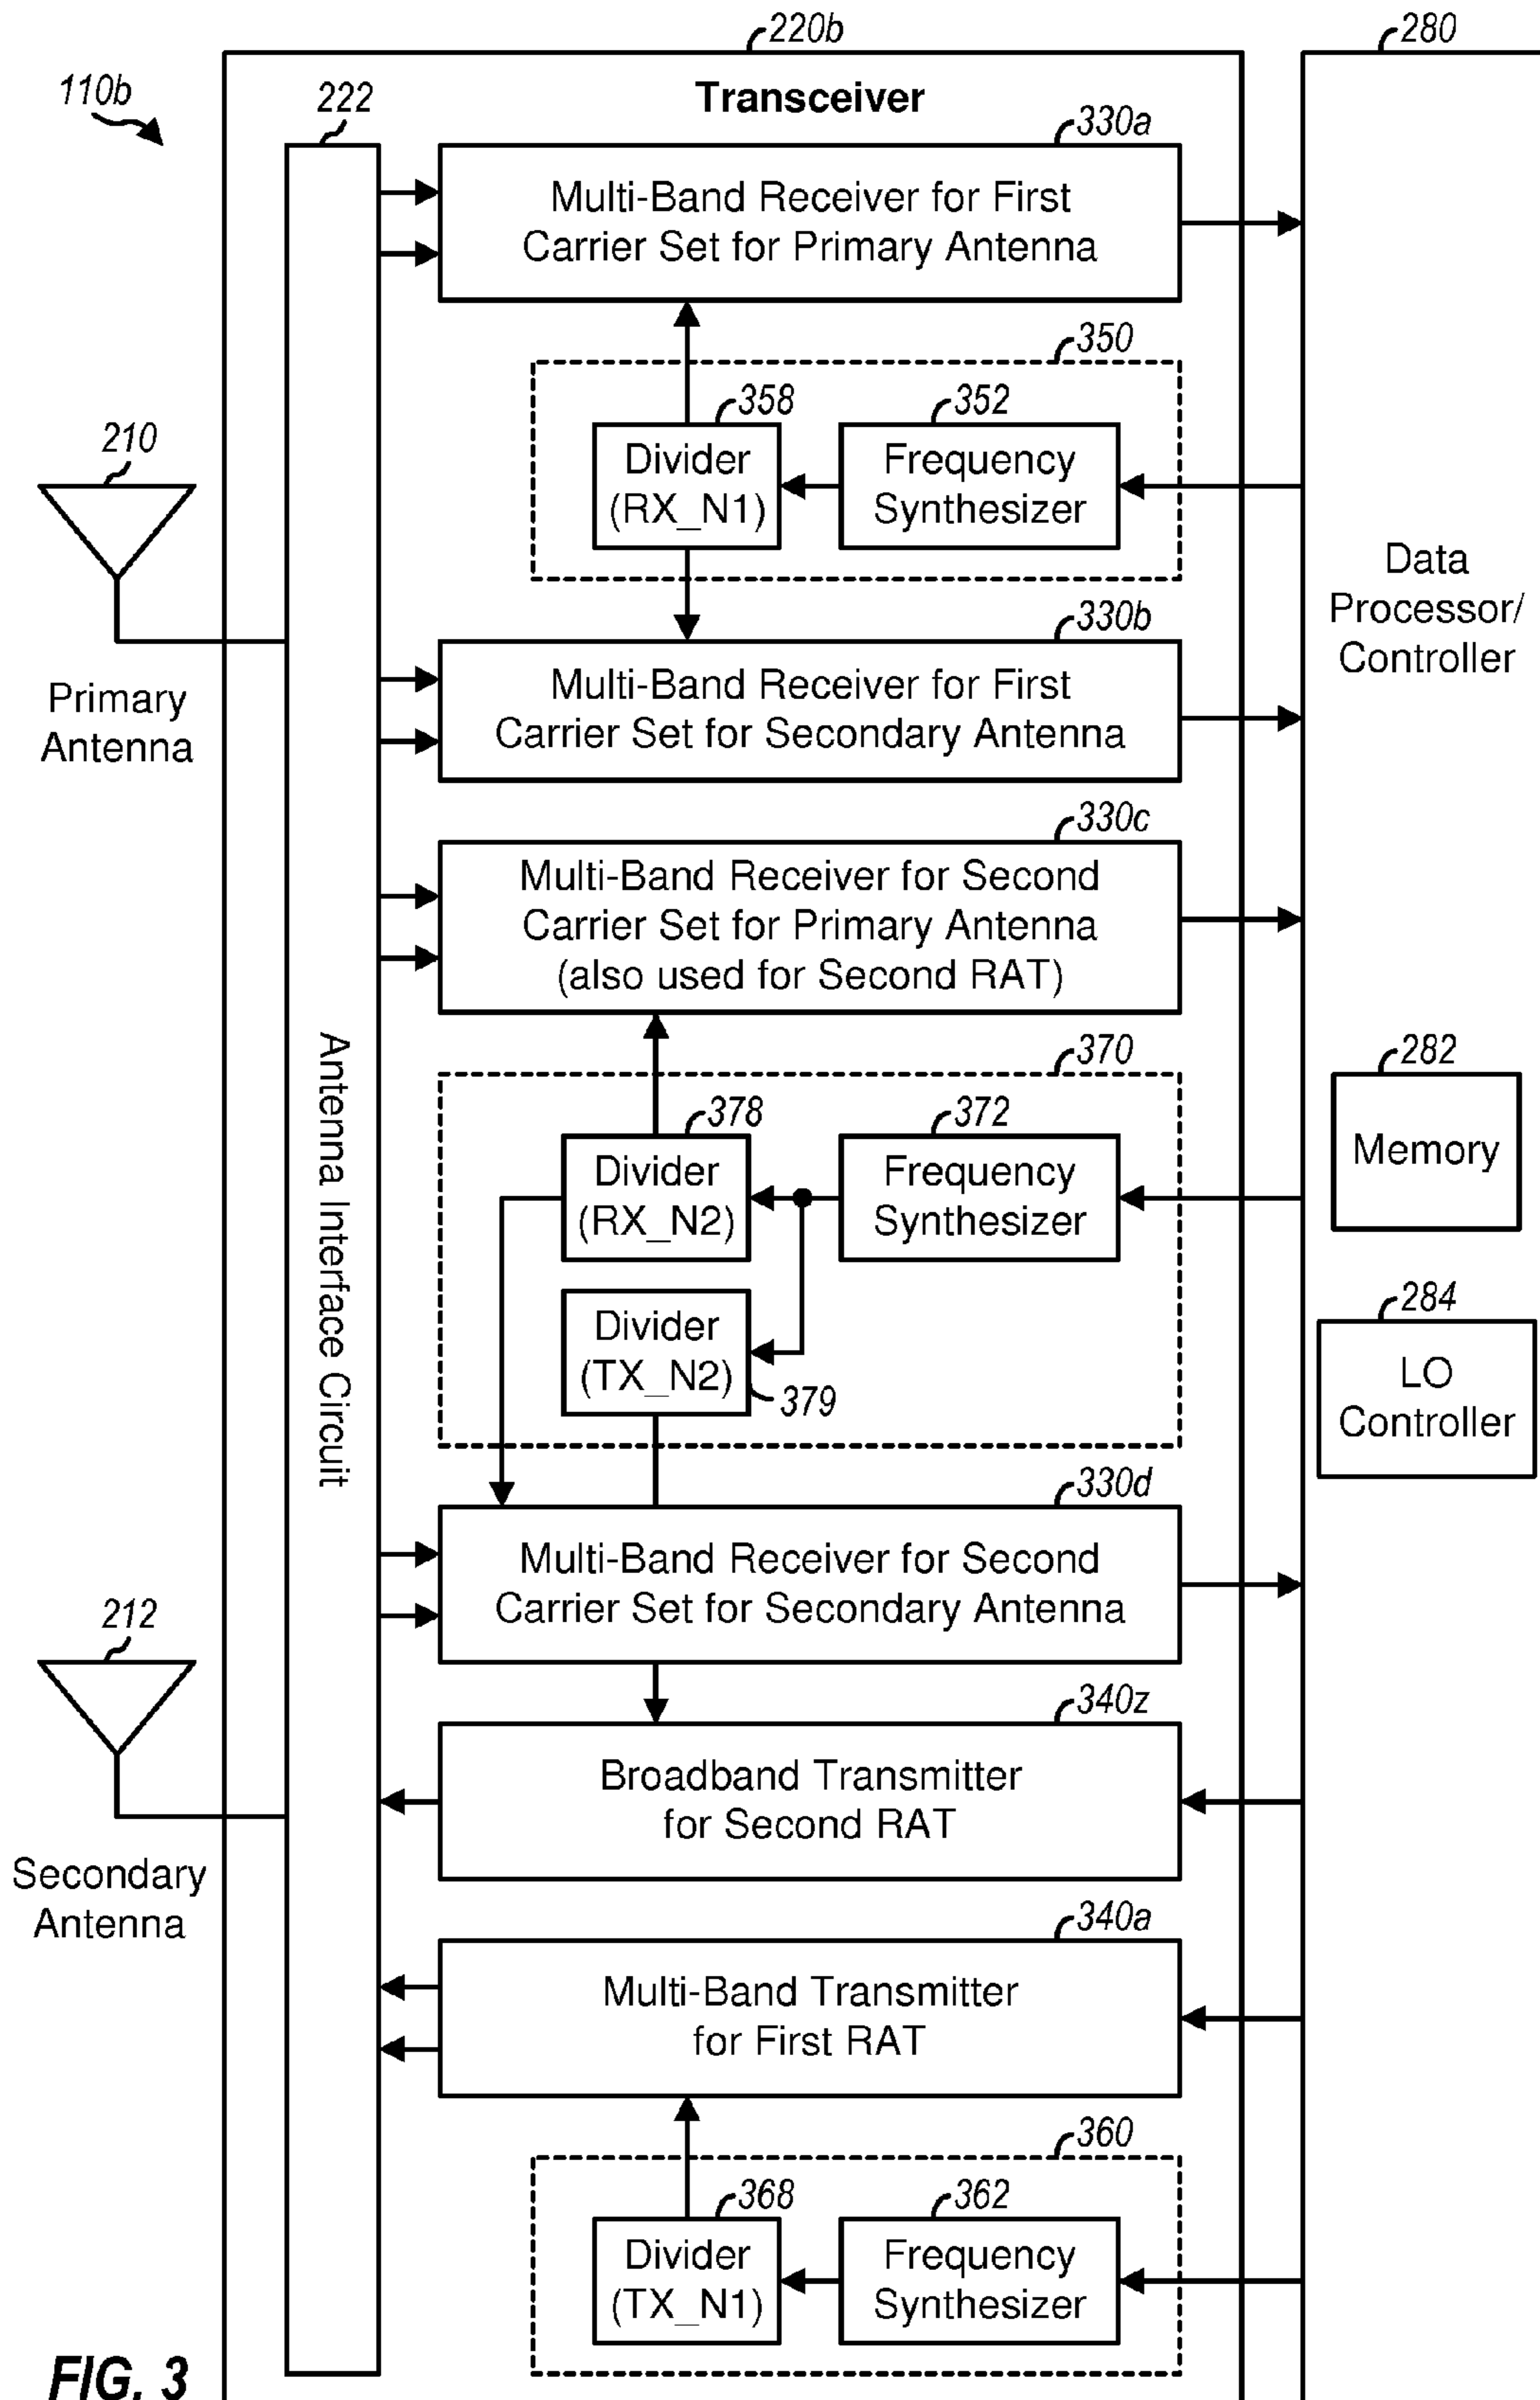 220b
280
110b
222
Transceiver
330a
Multi-Band Receiver for First
Carrier Set for Primary Antenna
350
358
352
210
Divider
(RX_N1)
Frequency
Synthesizer
Data
Processor/
Controller
330b
Primary
Antenna
Multi-Band Receiver for First
Carrier Set for Secondary Antenna
330c
Multi-Band Receiver for Second
Carrier Set for Primary Antenna
(also used for Second RAT)
Antenna Interface Circuit
370
282
378
372
Divider
(RX_N2)
Frequency
Synthesizer
Memory
284
Divider
(TX_N2)
379
LO
Controller
330d
Multi-Band Receiver for Second
Carrier Set for Secondary Antenna
212
340z
Broadband Transmitter
for Second RAT
Secondary
Antenna
340a
Multi-Band Transmitter
for First RAT
360
368
362
Divider
(TX_N1)
Frequency
Synthesizer
FIG. 3